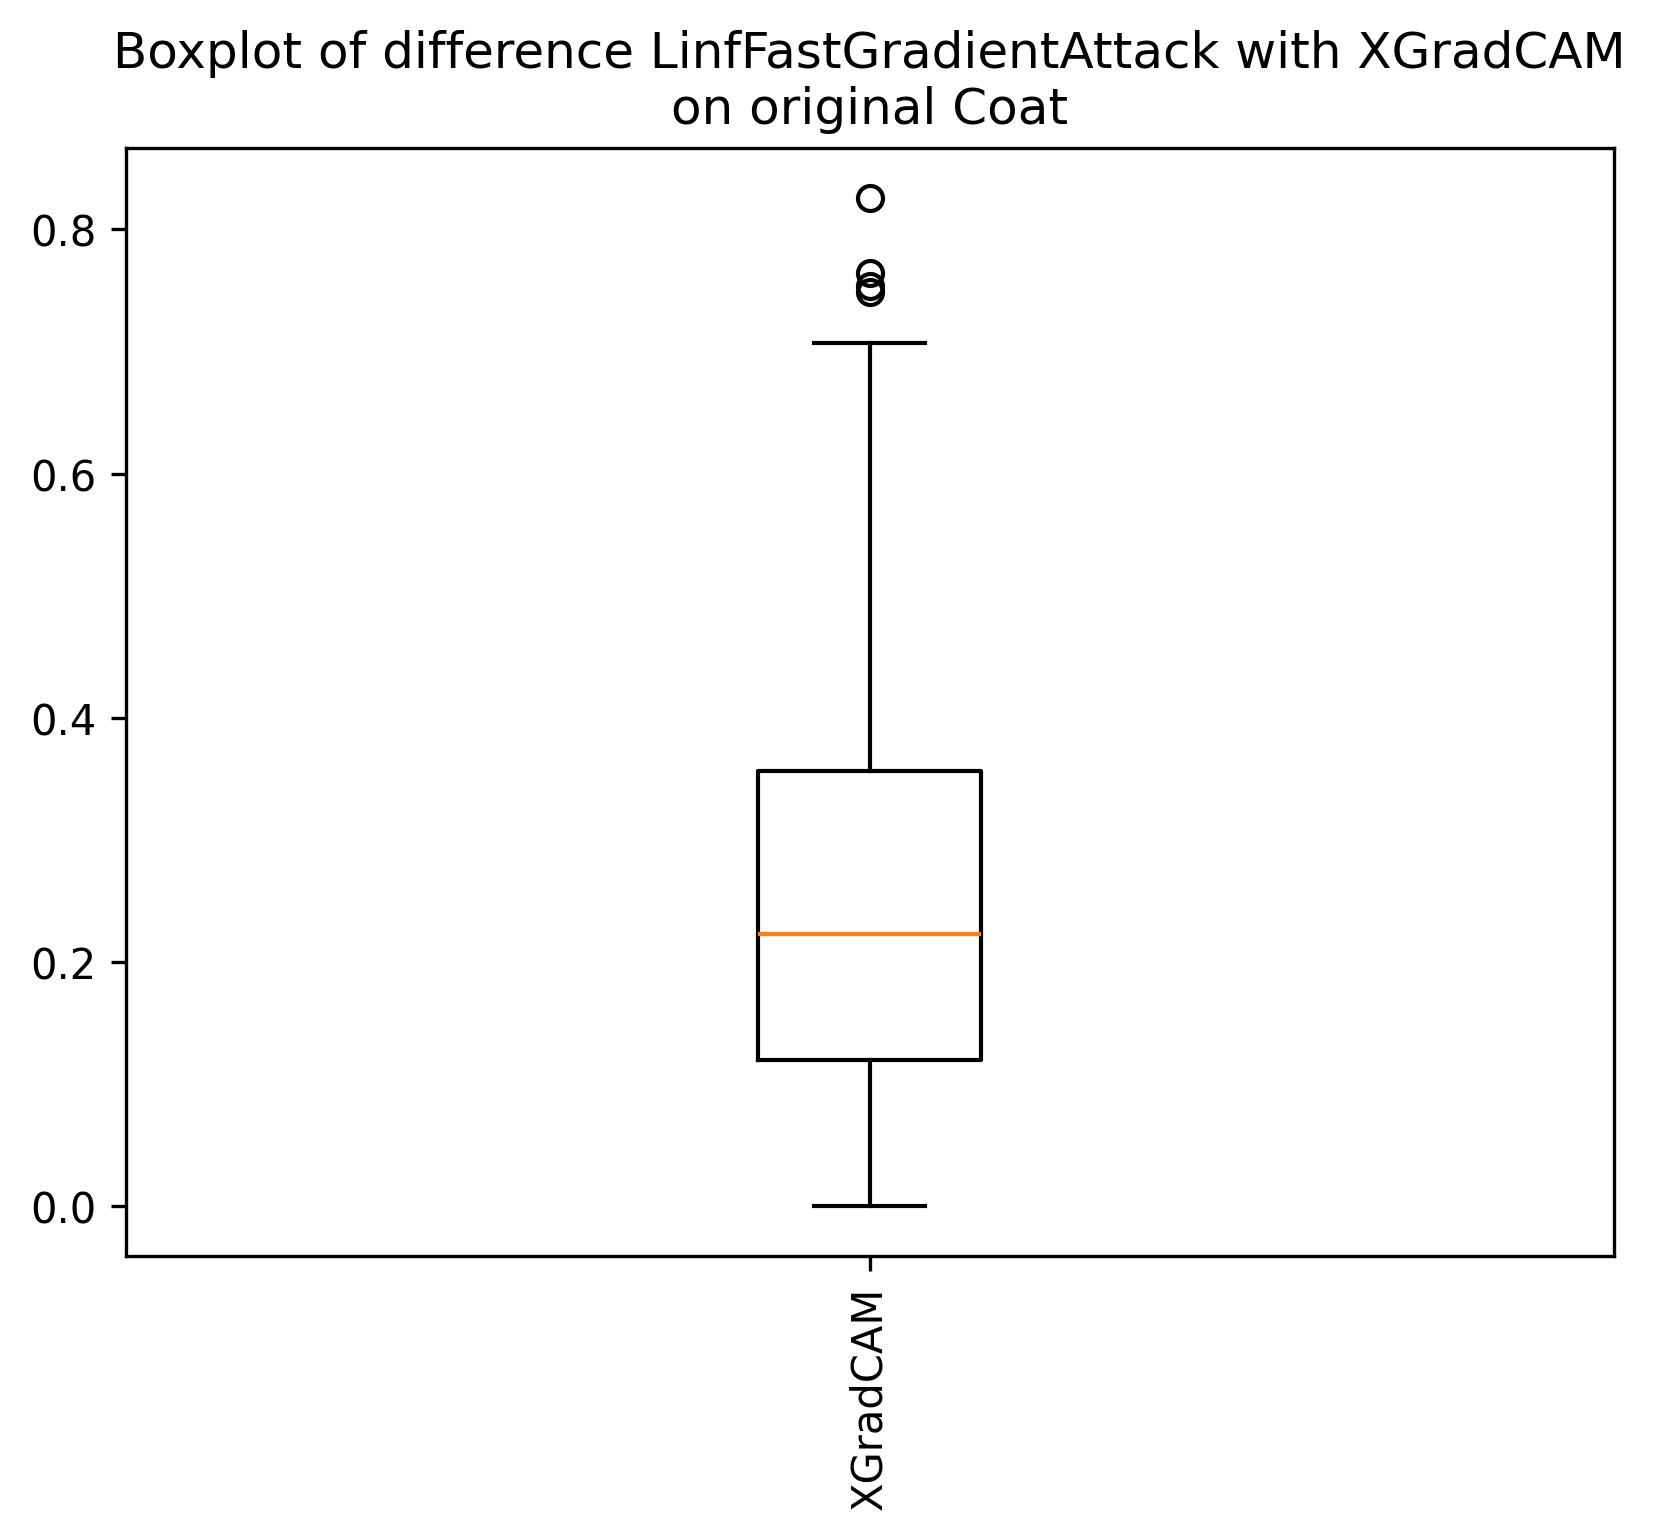 Boxplot of difference LinfFastGradientAttack with XGradCAM
on original Coat
0.8
0.6
0.4
0.2
0.0
XGradCAM